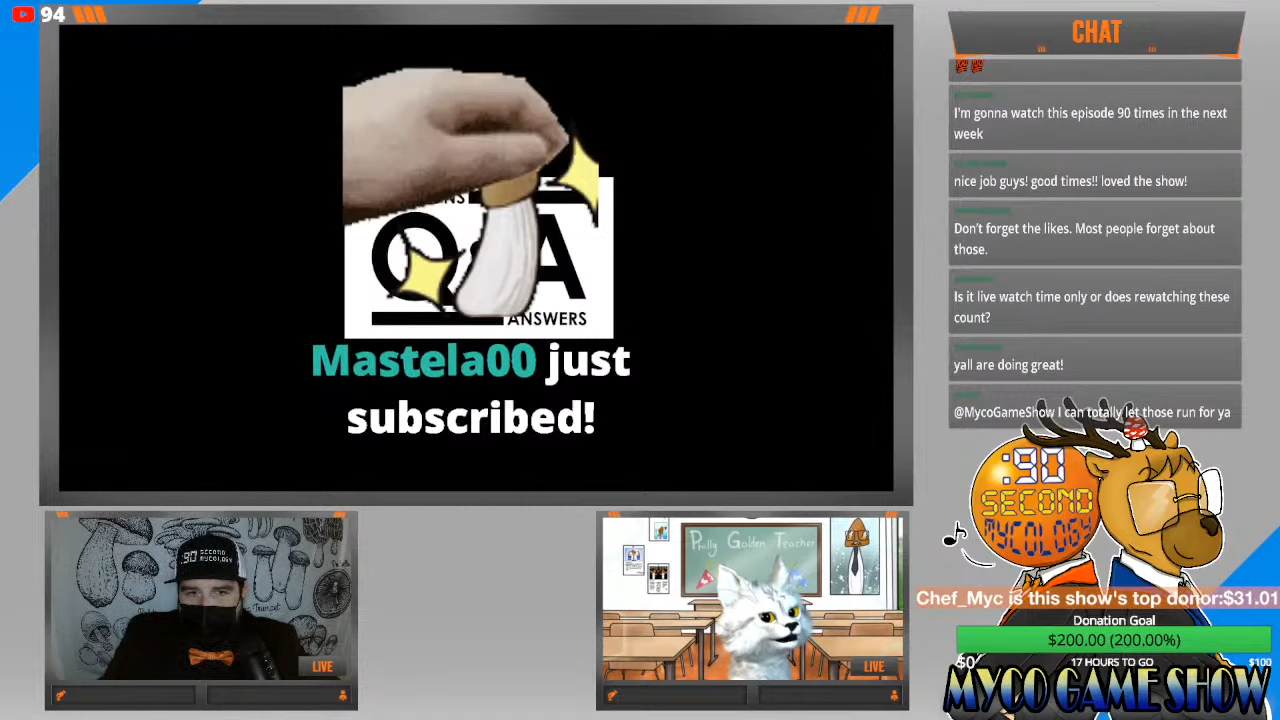 94
CHAT
I'm gonna watch this episode 90 times in the next
week
nice job guys! good times!! loved the show!
Don't forget the likes. Most people forget about
those.
Is it live watch time only or does rewatching these
count?
yall are doing great!
@MycoGameShow I can totally let those run for ya
Q&A
ANSWERS
Mastela00 just
subscribed!
:90
SECOND
MYCOLOGY
:90
SECOND
MYCOLOGY
LIVE
Golden Teacher
LIVE
Chef_Myc is this show's top donor:$31.01
Donation Goal
$200.00 (200.00%)
17 HOURS TO GO
$100
MYCO GAME SHOW